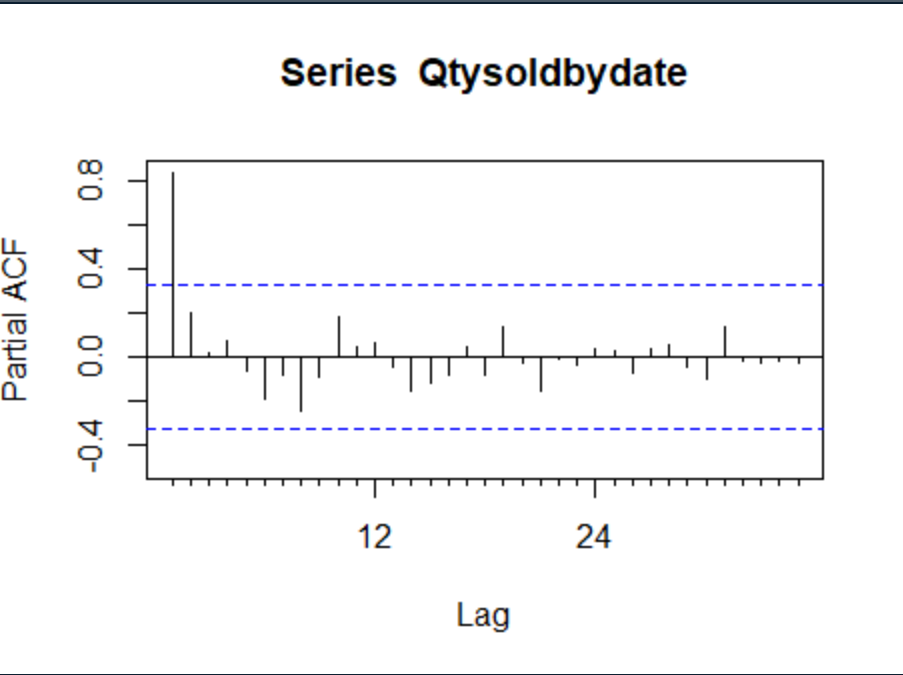 Series Qtysoldbydate
Partial ACF
0.8
0.4
0.0
-0.4
12 24
Lag